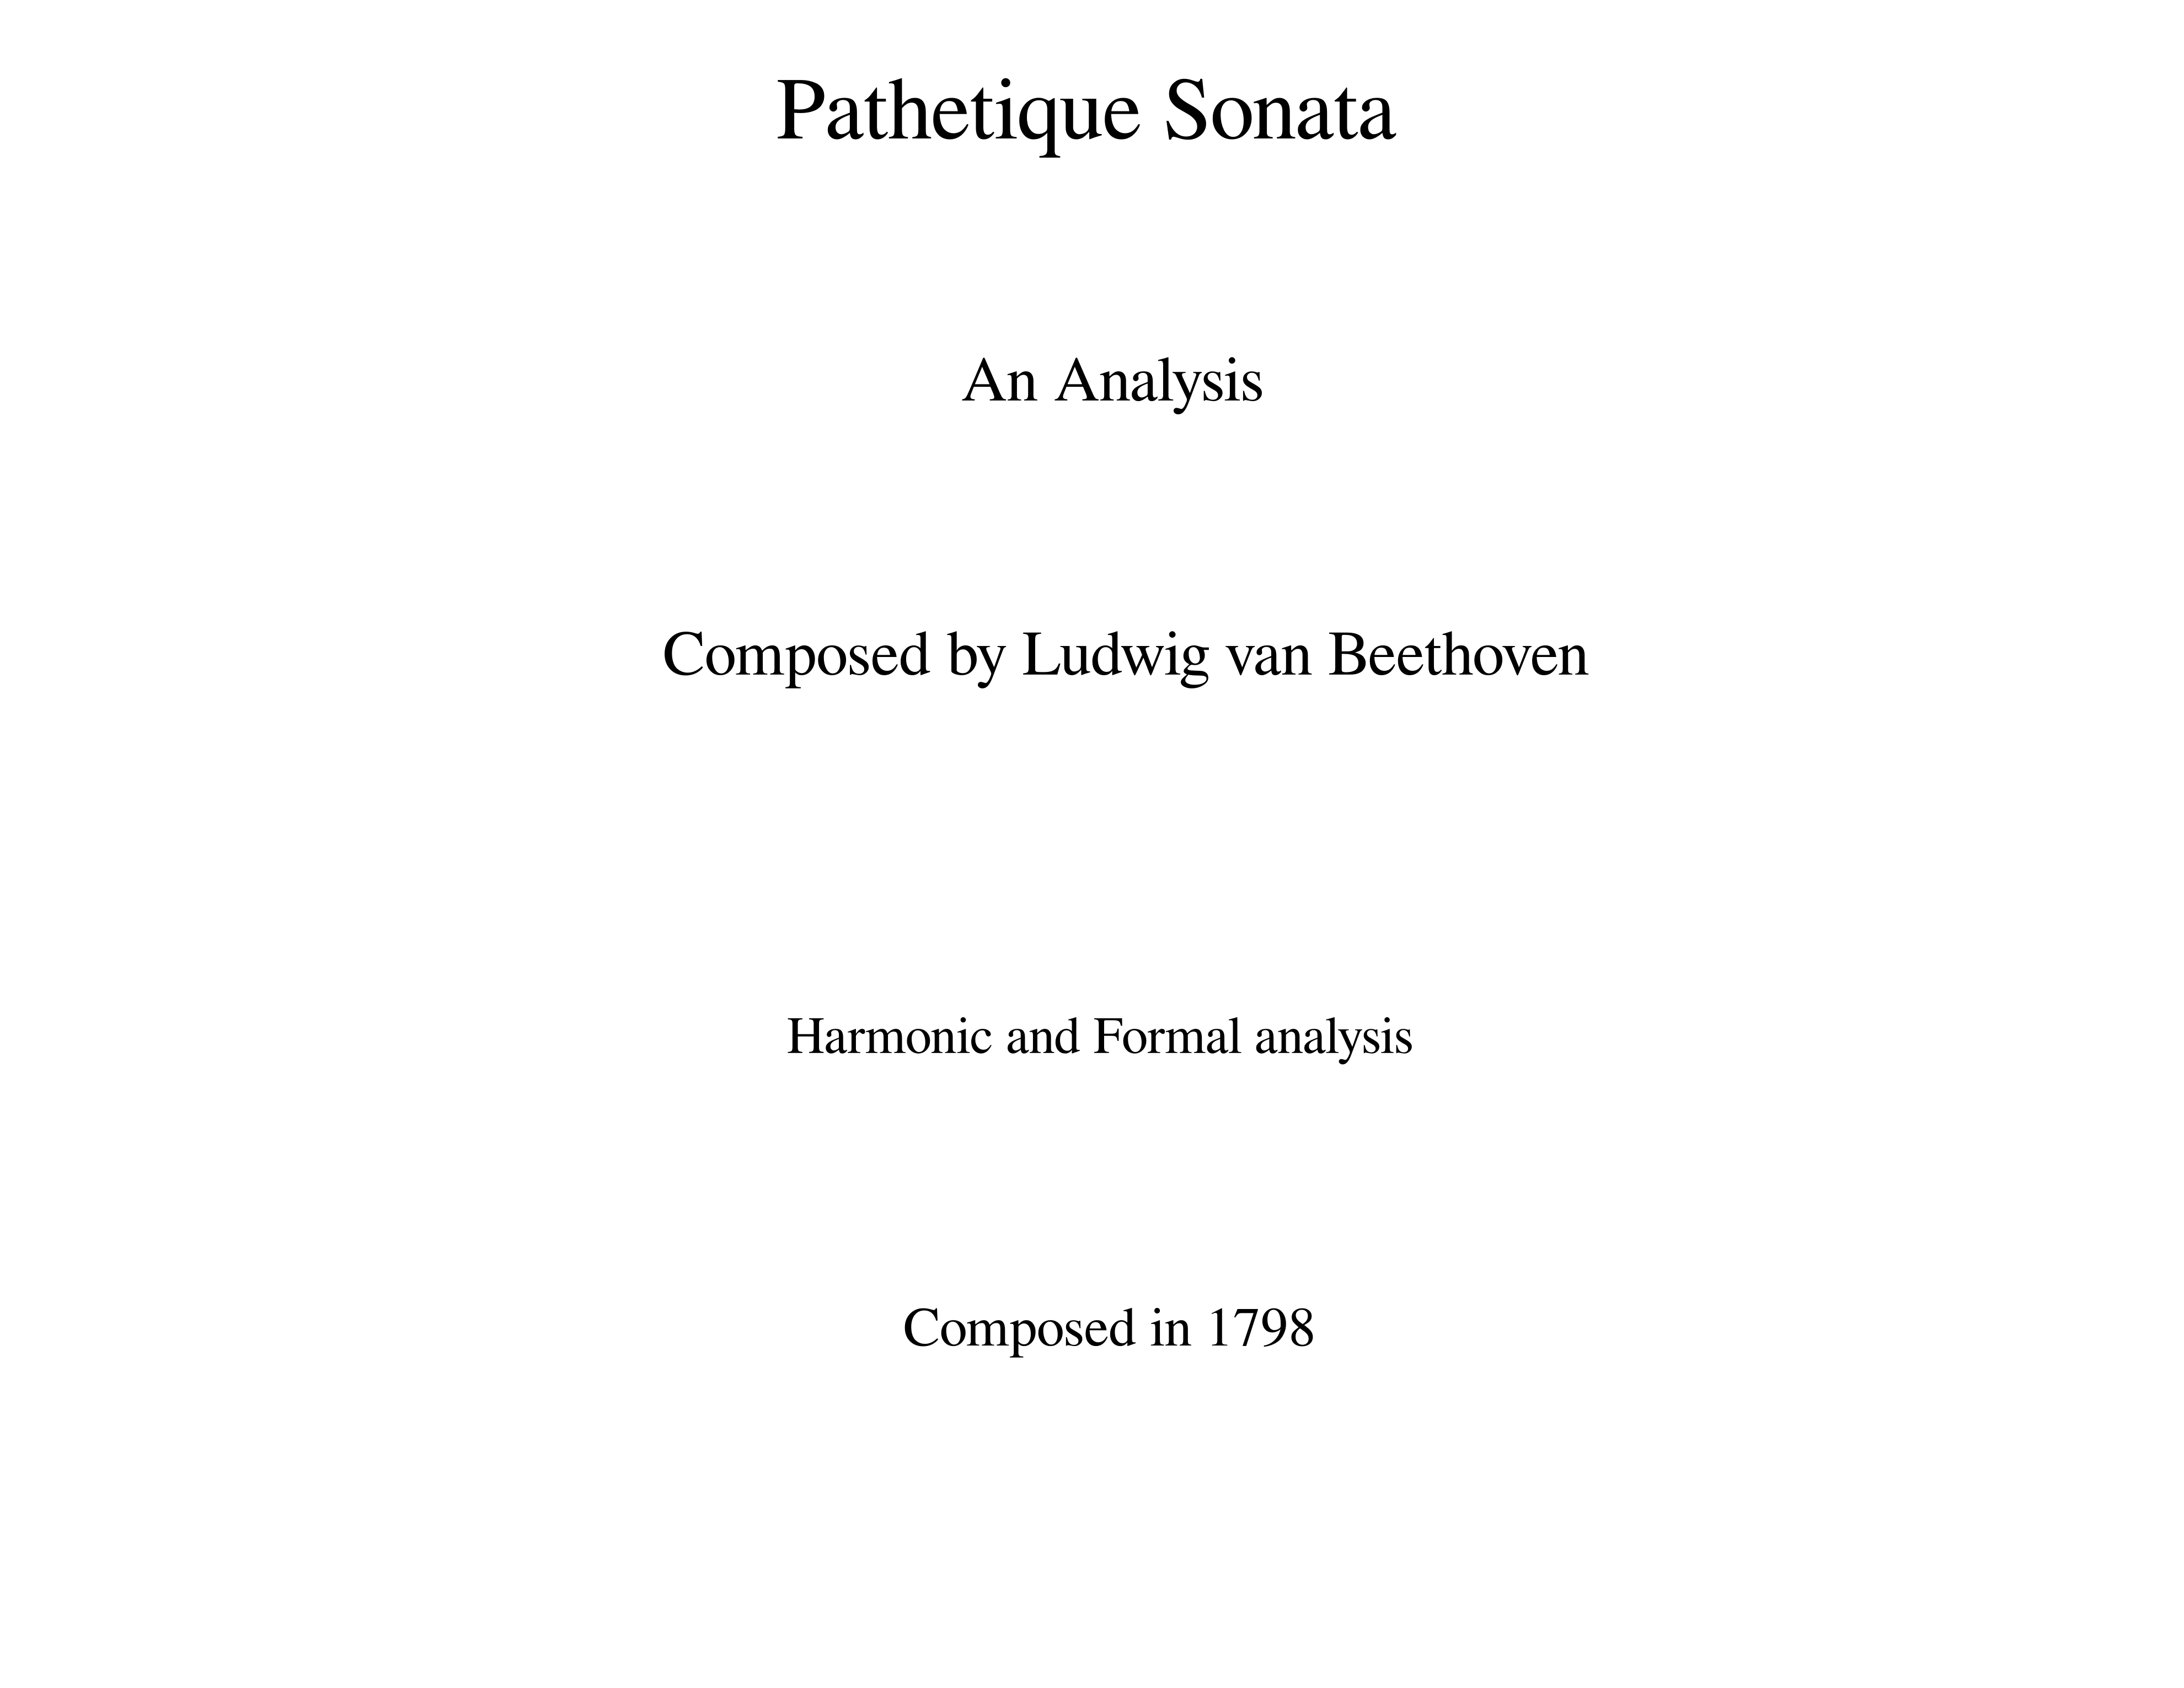 Pathetique Sonata
An Analysis
Composed by Ludwig van Beethoven
Harmonic and Formal analysis
Composed in 1798